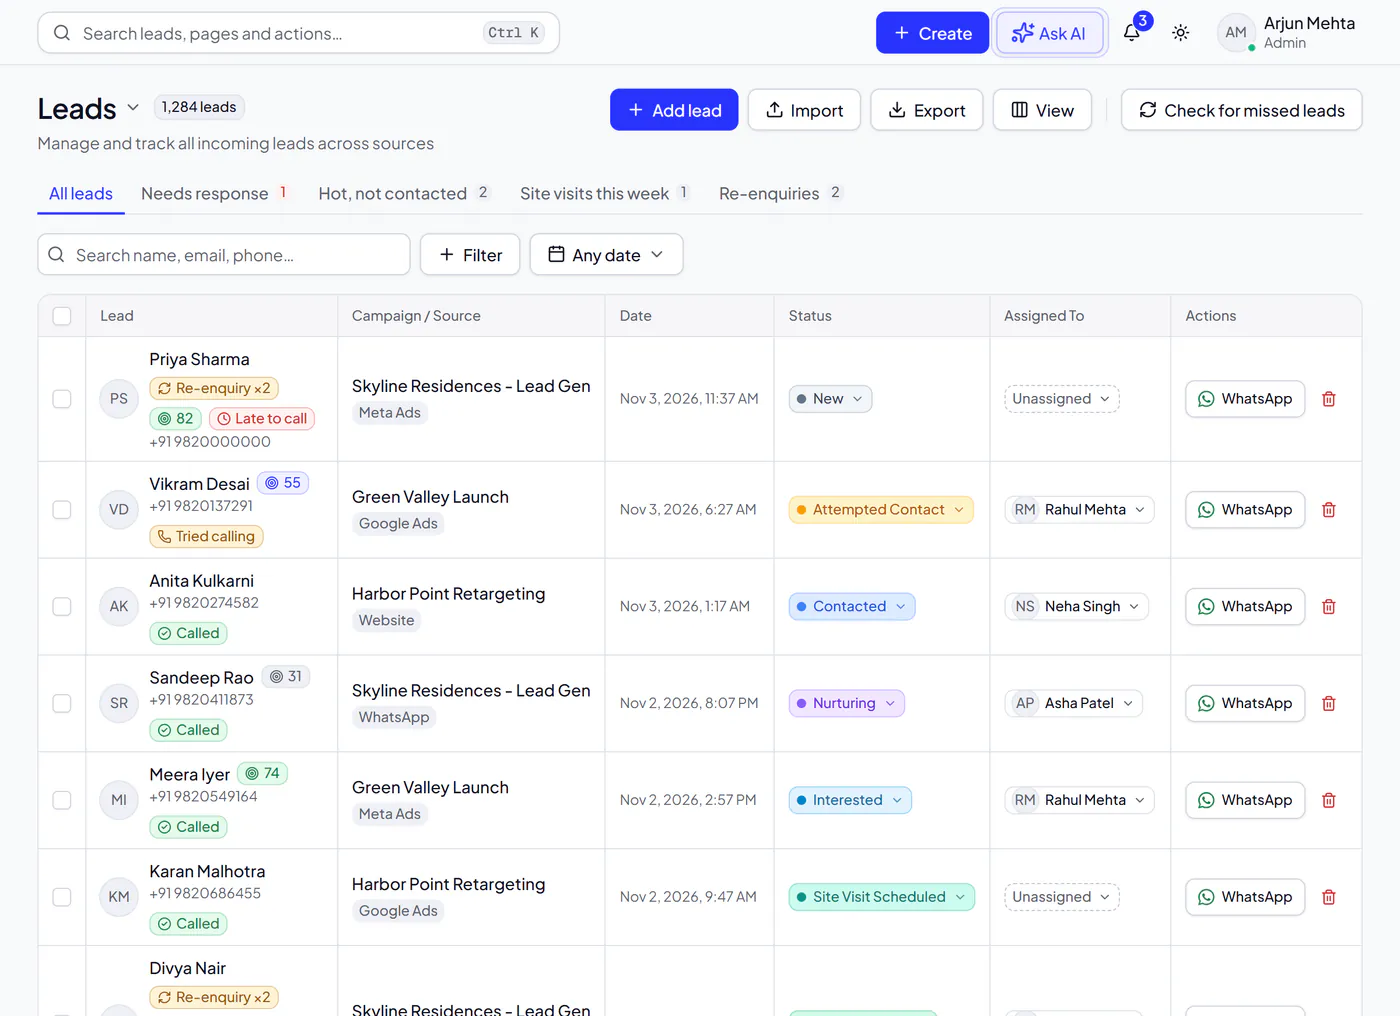 Search leads, pages and actions...
Ctrl K
Create
Ask AI
3
AM
Arjun Mehta
Admin
Leads
1,284 leads
Manage and track all incoming leads across sources
Add lead
Import
Export
View
Check for missed leads
All leads
Needs response 1
Hot, not contacted 2
Site visits this week 1
Re-enquiries 2
Search name, email, phone...
Filter
Any date
Lead
Campaign / Source
Date
Status
Assigned To
Actions
PS
Priya Sharma
Re-enquiry ×2
82
Late to call
+91 9820000000
Skyline Residences - Lead Gen
Meta Ads
Nov 3, 2026, 11:37 AM
New
Unassigned
WhatsApp
VD
Vikram Desai
55
+91 9820137291
Tried calling
Green Valley Launch
Google Ads
Nov 3, 2026, 6:27 AM
Attempted Contact
RM Rahul Mehta
WhatsApp
AK
Anita Kulkarni
+91 9820274582
Called
Harbor Point Retargeting
Website
Nov 3, 2026, 1:17 AM
Contacted
NS Neha Singh
WhatsApp
SR
Sandeep Rao
31
+91 9820411873
Called
Skyline Residences - Lead Gen
WhatsApp
Nov 2, 2026, 8:07 PM
Nurturing
AP Asha Patel
WhatsApp
MI
Meera Iyer
74
+91 9820549164
Called
Green Valley Launch
Meta Ads
Nov 2, 2026, 2:57 PM
Interested
RM Rahul Mehta
WhatsApp
KM
Karan Malhotra
+91 9820686455
Called
Harbor Point Retargeting
Google Ads
Nov 2, 2026, 9:47 AM
Site Visit Scheduled
Unassigned
WhatsApp
Divya Nair
Re-enquiry ×2
Skyline Residences - Lead Gen